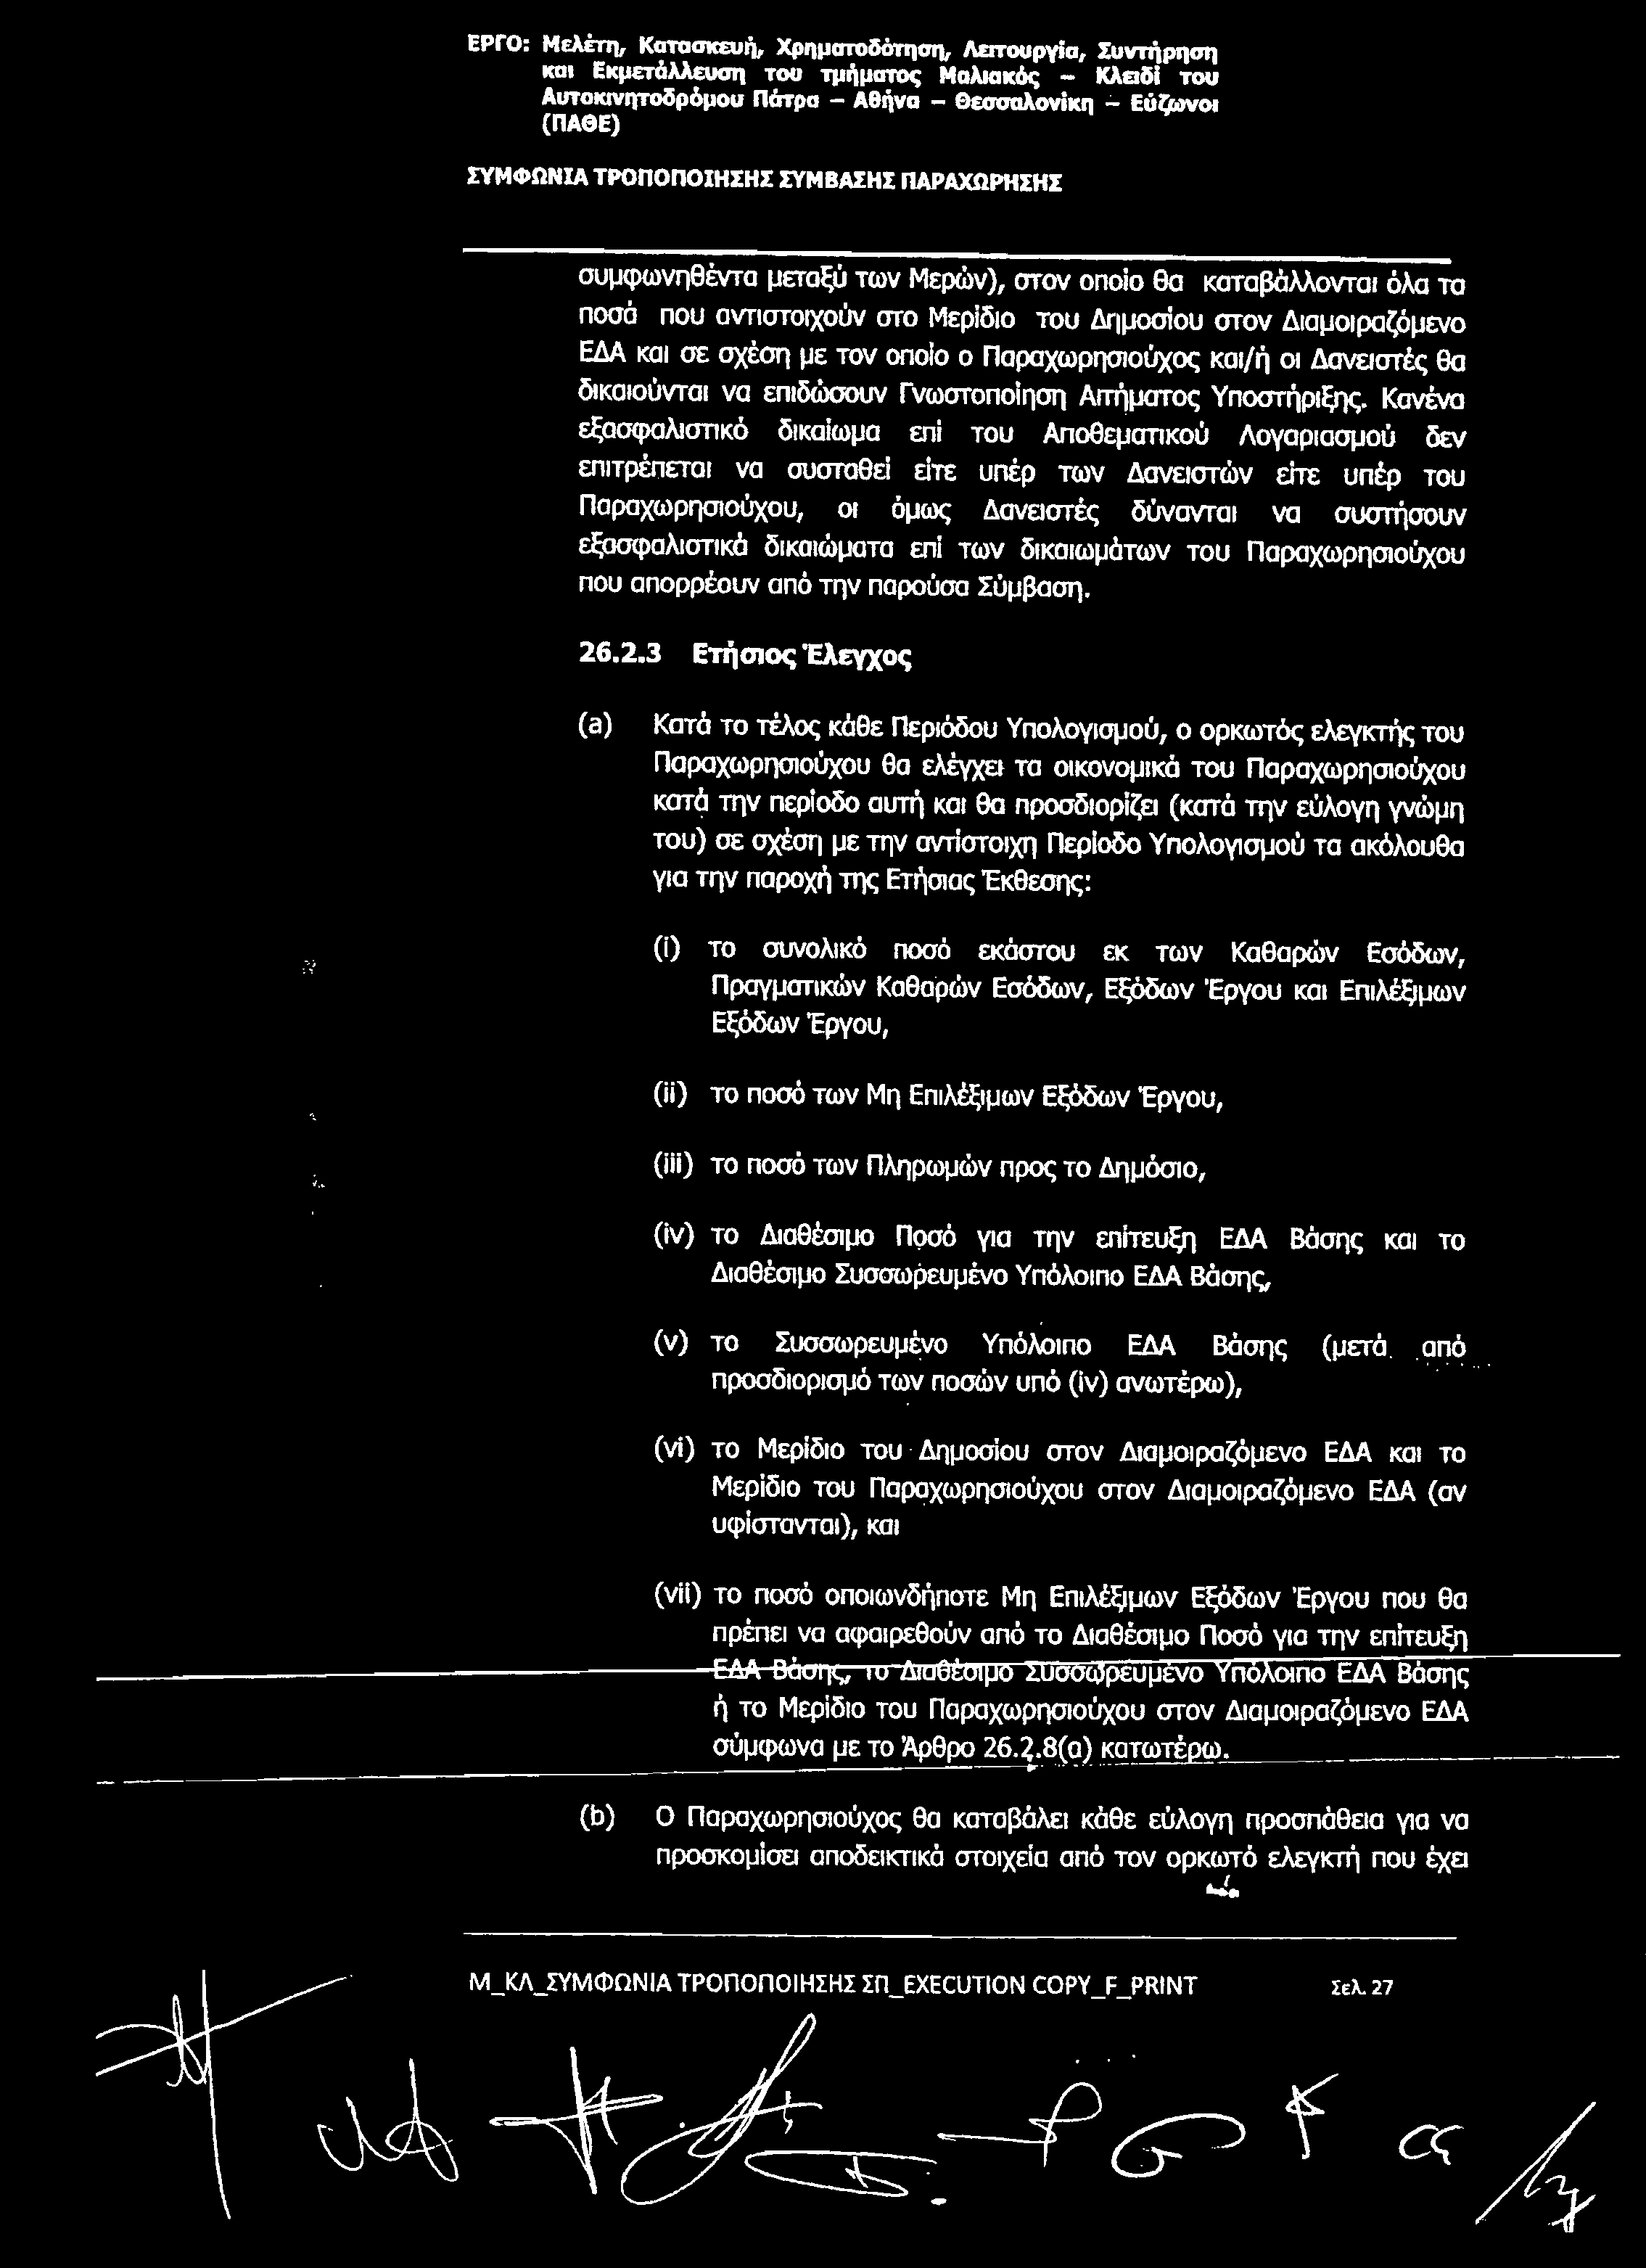 ΕΡΓΟ: Μελέτη, Κατασκευή, Χρηματοδότηση, Λειτουργία, Συντήρηση
και Εκμετάλλευση του τμήματος Μαλιακός – Κλειδί του
Αυτοκινητοδρόμου Πάτρα – Αθήνα – Θεσσαλονίκη – Εύζωνοι
(ΠΑΘΕ)
ΣΥΜΦΩΝΙΑ ΤΡΟΠΟΠΟΙΗΣΗΣ ΣΥΜΒΑΣΗΣ ΠΑΡΑΧΩΡΗΣΗΣ
συμφωνηθέντα μεταξύ των Μερών), στον οποίο θα καταβάλλονται όλα τα
ποσά που αντιστοιχούν στο Μερίδιο του Δημοσίου στον Διαμοιραζόμενο
ΕΔΑ και σε σχέση με τον οποίο ο Παραχωρησιούχος και/ή οι Δανειστές θα
δικαιούνται να επιδώσουν Γνωστοποίηση Αιτήματος Υποστήριξης. Κανένα
εξασφαλιστικό δικαίωμα επί του Αποθεματικού Λογαριασμού δεν
επιτρέπεται να συσταθεί είτε υπέρ των Δανειστών είτε υπέρ του
Παραχωρησιούχου, οι όμως Δανειστές δύνανται να συστήσουν
εξασφαλιστικά δικαιώματα επί των δικαιωμάτων του Παραχωρησιούχου
που απορρέουν από την παρούσα Σύμβαση.
26.2.3 Ετήσιος Έλεγχος
(a) Κατά το τέλος κάθε Περιόδου Υπολογισμού, ο ορκωτός ελεγκτής του
Παραχωρησιούχου θα ελέγχει τα οικονομικά του Παραχωρησιούχου
κατά την περίοδο αυτή και θα προσδιορίζει (κατά την εύλογη γνώμη
του) σε σχέση με την αντίστοιχη Περίοδο Υπολογισμού τα ακόλουθα
για την παροχή της Ετήσιας Έκθεσης:
(i) το συνολικό ποσό εκάστου εκ των Καθαρών Εσόδων,
Πραγματικών Καθαρών Εσόδων, Εξόδων Έργου και Επιλέξιμων
Εξόδων Έργου,
(ii) το ποσό των Μη Επιλέξιμων Εξόδων Έργου,
(iii) το ποσό των Πληρωμών προς το Δημόσιο,
(iv) το Διαθέσιμο Ποσό για την επίτευξη ΕΔΑ Βάσης και το
Διαθέσιμο Συσσωρευμένο Υπόλοιπο ΕΔΑ Βάσης,
(v) το Συσσωρευμένο Υπόλοιπο ΕΔΑ Βάσης (μετά από
προσδιορισμό των ποσών υπό (iv) ανωτέρω),
(vi) το Μερίδιο του Δημοσίου στον Διαμοιραζόμενο ΕΔΑ και το
Μερίδιο του Παραχωρησιούχου στον Διαμοιραζόμενο ΕΔΑ (αν
υφίστανται), και
(vii) το ποσό οποιωνδήποτε Μη Επιλέξιμων Εξόδων Έργου που θα
πρέπει να αφαιρεθούν από το Διαθέσιμο Ποσό για την επίτευξη
ΕΔΑ Βάσης, το Διαθέσιμο Συσσωρευμένο Υπόλοιπο ΕΔΑ Βάσης
ή το Μερίδιο του Παραχωρησιούχου στον Διαμοιραζόμενο ΕΔΑ
σύμφωνα με το Άρθρο 26.2.8(α) κατωτέρω.
(b) Ο Παραχωρησιούχος θα καταβάλει κάθε εύλογη προσπάθεια για να
προσκομίσει αποδεικτικά στοιχεία από τον ορκωτό ελεγκτή που έχει
Μ_ΚΛ_ΣΥΜΦΩΝΙΑ ΤΡΟΠΟΠΟΙΗΣΗΣ ΣΠ_EXECUTION COPY_F_PRINT Σελ. 27